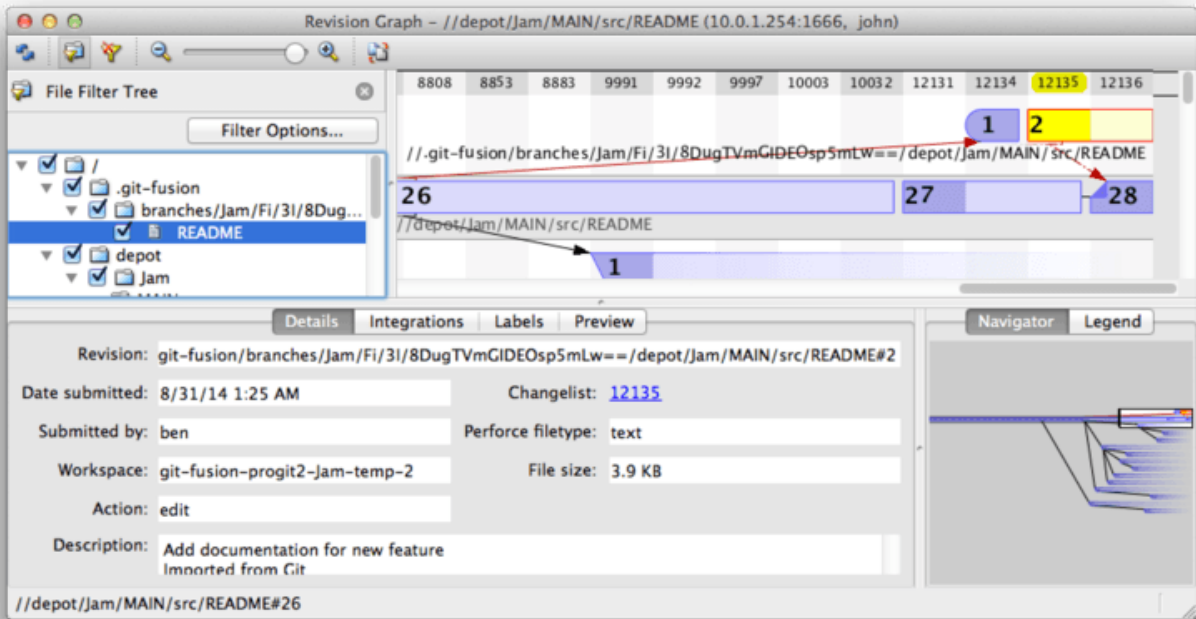 Revision Graph – //depot/Jam/MAIN/src/README (10.0.1.254:1666,  john)
File Filter Tree
Filter Options...
/
.git-fusion
branches/Jam/Fi/3I/8Dug...
README
depot
Jam
8808 8853 8883 9991 9992 9997 10003 10032 12131 12134 12135 12136
1 2
//.git-fusion/branches/Jam/Fi/3I/8DugTVmGIDEOsp5mLw==/depot/Jam/MAIN/src/README
26 27 28
//depot/Jam/MAIN/src/README
1
Details Integrations Labels Preview
Revision: git-fusion/branches/Jam/Fi/3I/8DugTVmGIDEOsp5mLw==/depot/Jam/MAIN/src/README#2
Date submitted: 8/31/14 1:25 AM Changelist: 12135
Submitted by: ben Perforce filetype: text
Workspace: git-fusion-progit2-Jam-temp-2 File size: 3.9 KB
Action: edit
Description: Add documentation for new feature
Imported from Git
Navigator Legend
//depot/Jam/MAIN/src/README#26